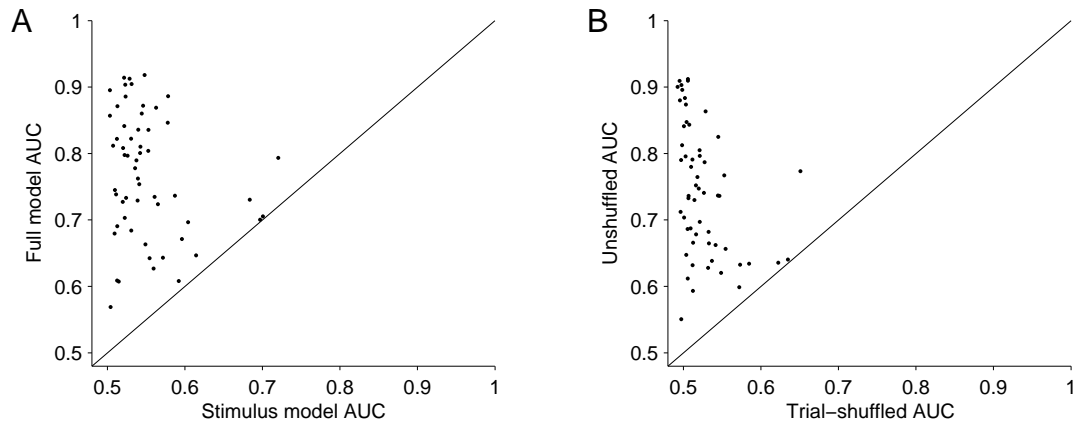 A
1
0.9
0.8
0.7
0.6
0.5
Full model AUC
0.5 0.6 0.7 0.8 0.9 1
Stimulus model AUC
B
1
0.9
0.8
0.7
0.6
0.5
Unshuffled AUC
0.5 0.6 0.7 0.8 0.9 1
Trial−shuffled AUC